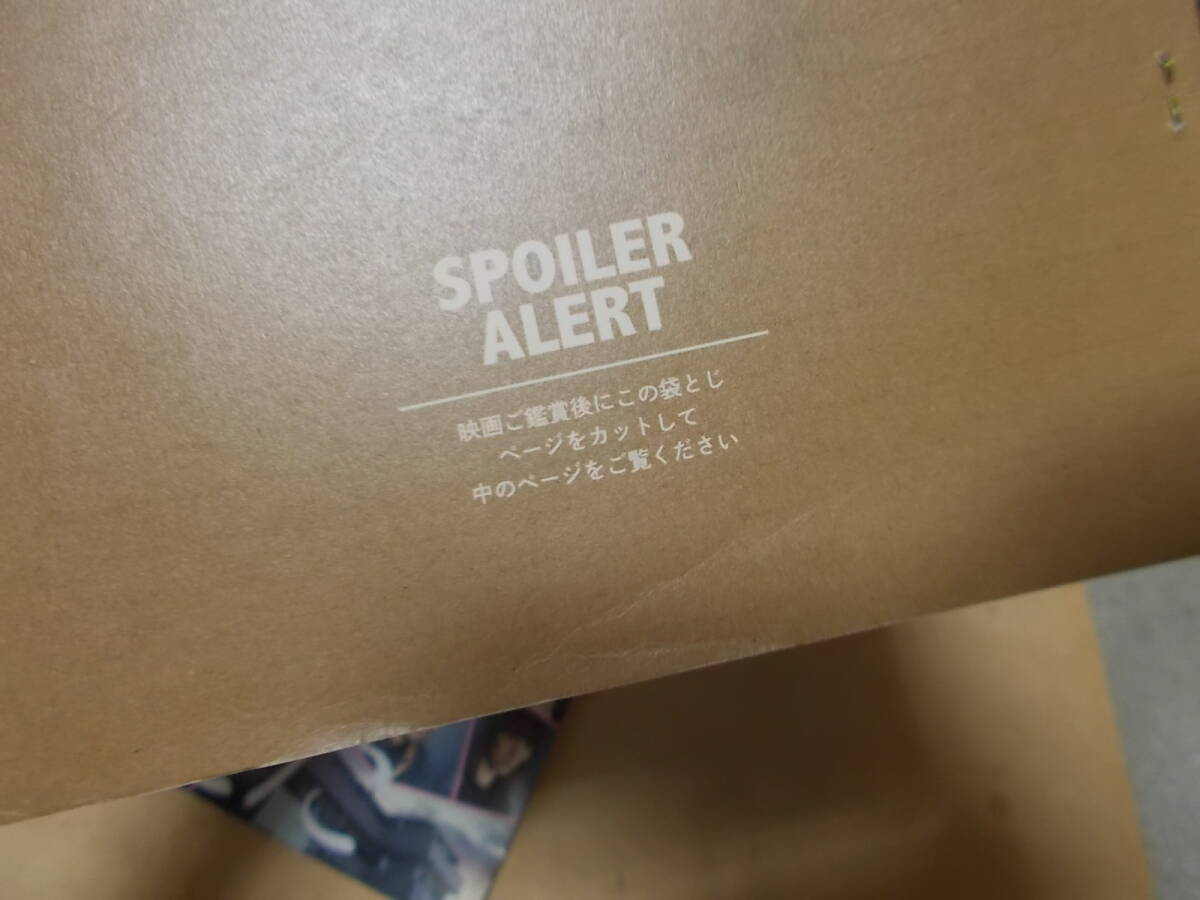 SPOILER
ALERT
映画ご鑑賞後にこの袋とじ
ページをカットして
中のページをご覧ください